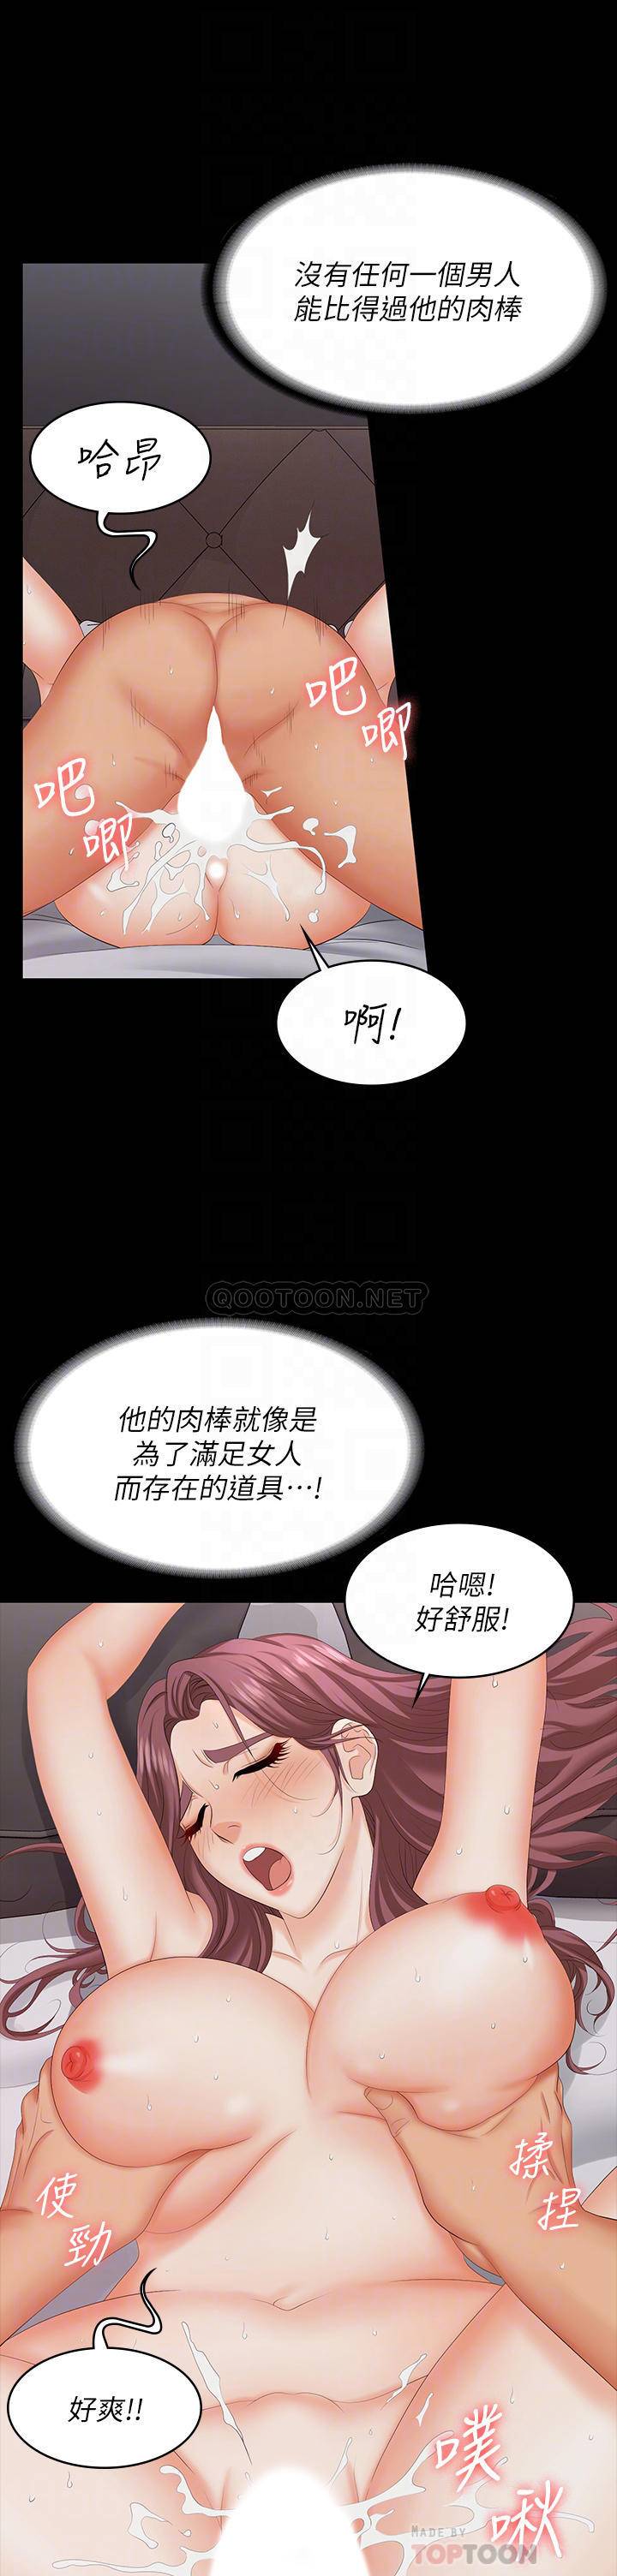 沒有任何一個男人
能比得過他的肉棒
哈昂
吧
唧
吧
唧
啊!
QOOTOON.NET
他的肉棒就像是
為了滿足女人
而存在的道具…!
哈嗯!
好舒服!
揉
捏
使
勁
好爽!!
噗
啾
MADE BY
TOPTOON